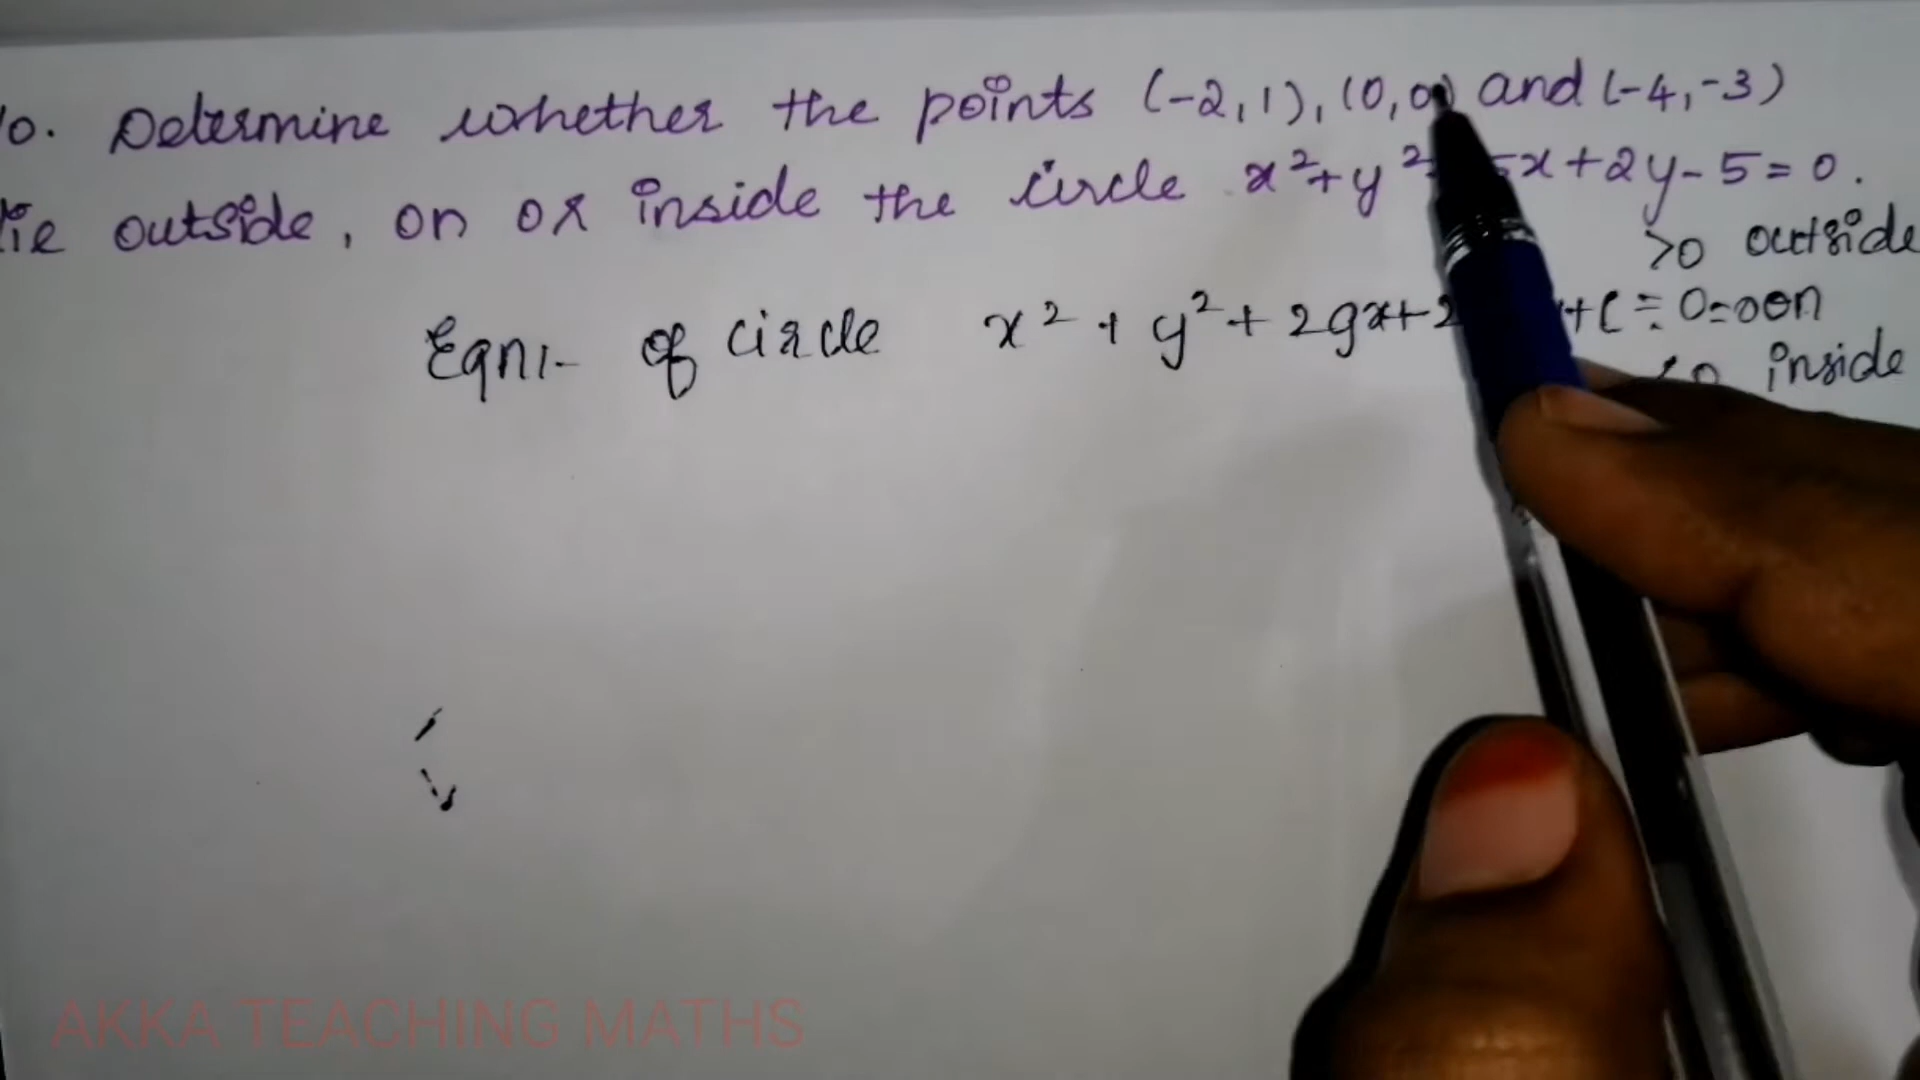 10. Determine whether the points (-2,1), (0,0) and (-4,-3)
lie outside, on or inside the circle x²+y² 5x+2y-5=0.
>0 outside
Eqn:- of circle x² + y² + 2gx+2 +C = 0=0on
<0 inside
AKKA TEACHING MATHS